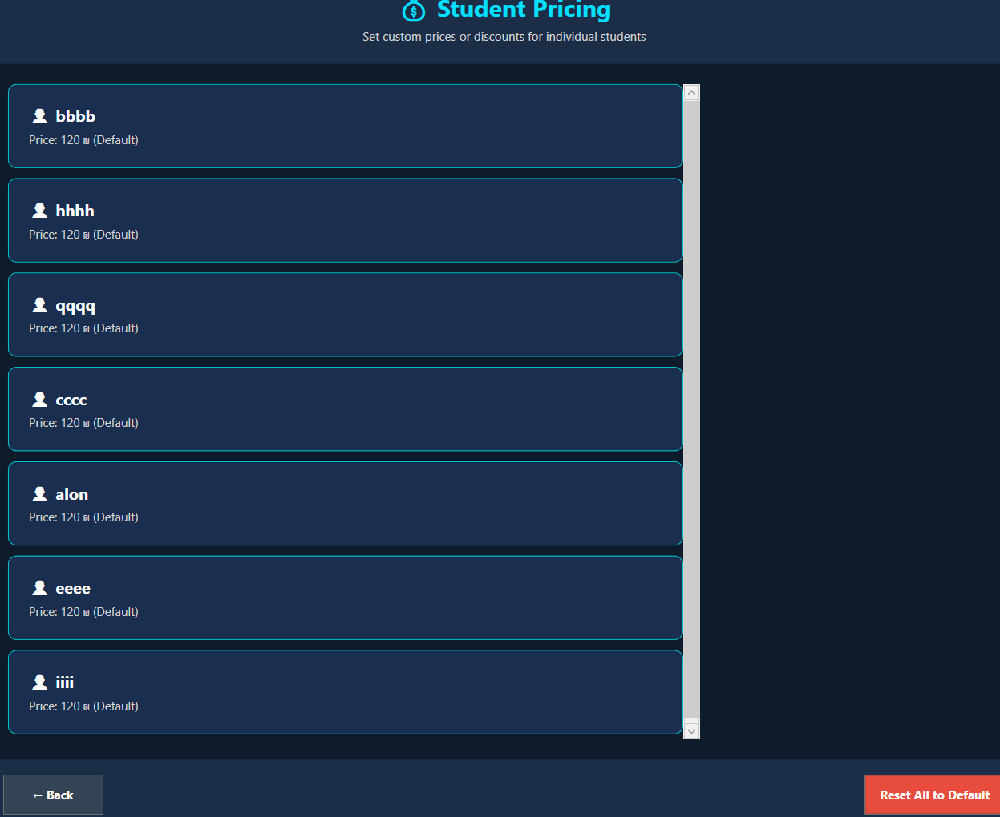 Student Pricing
Set custom prices or discounts for individual students
bbbb
Price: 120 ₪ (Default)
hhhh
Price: 120 ₪ (Default)
qqqq
Price: 120 ₪ (Default)
cccc
Price: 120 ₪ (Default)
alon
Price: 120 ₪ (Default)
eeee
Price: 120 ₪ (Default)
iiii
Price: 120 ₪ (Default)
← Back
Reset All to Default